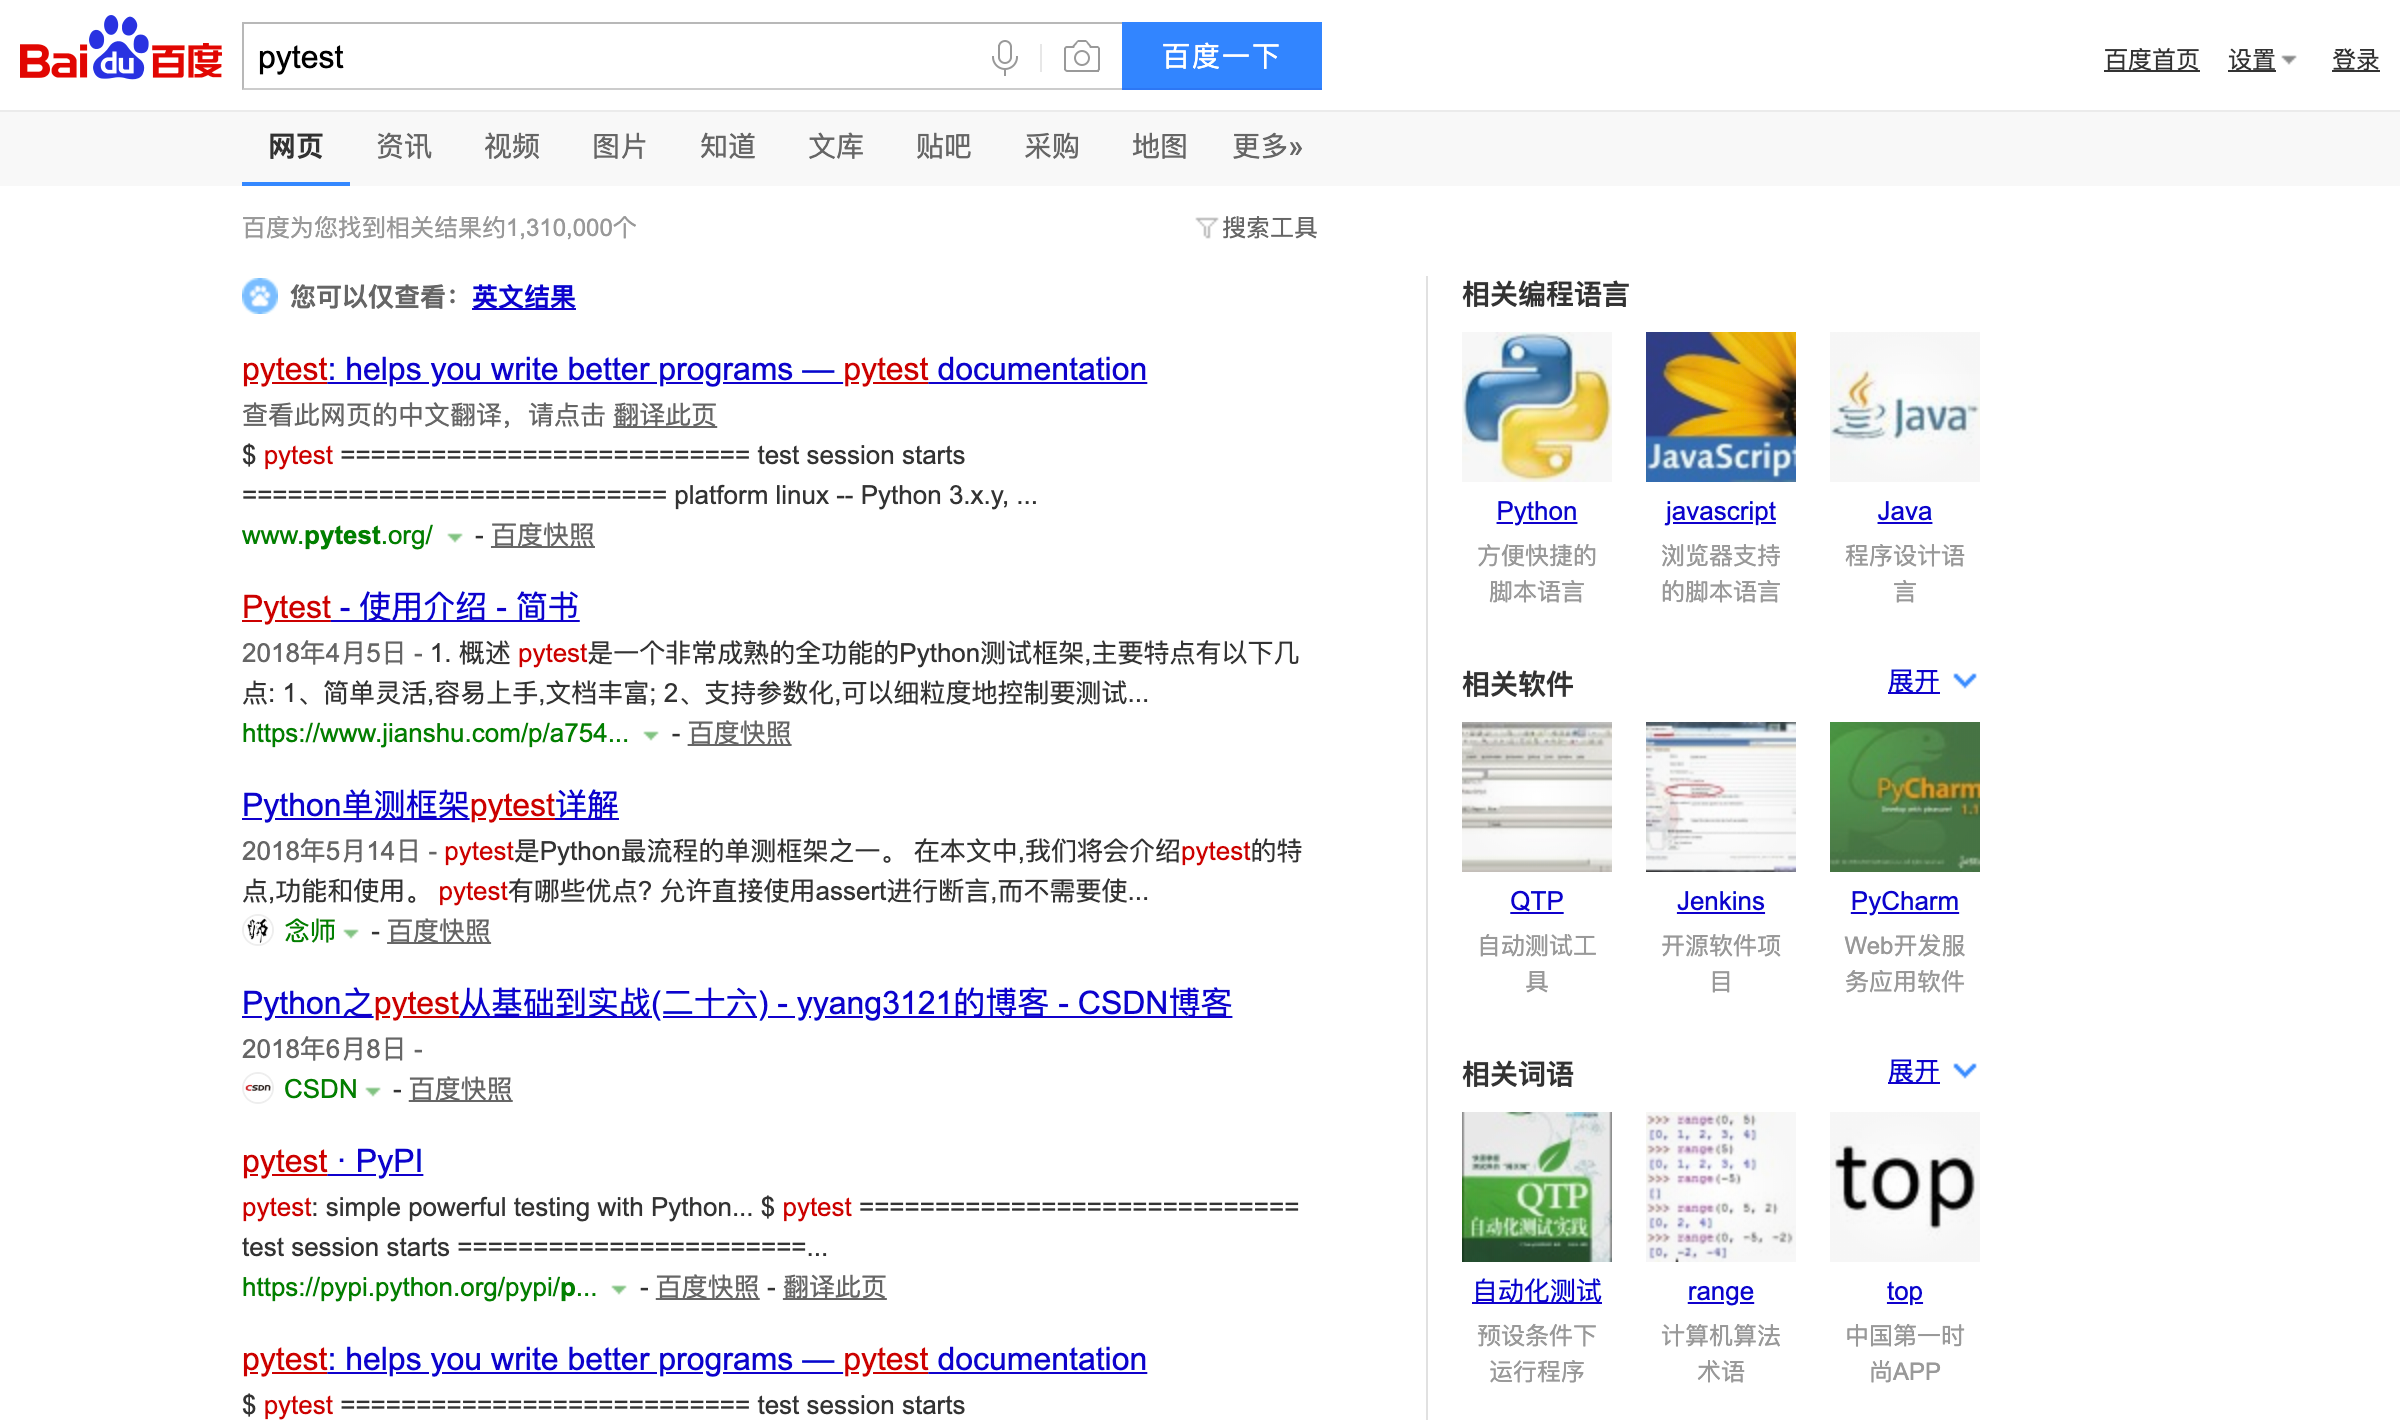 Bai du 百度
pytest
百度一下
百度首页 设置 登录
网页 资讯 视频 图片 知道 文库 贴吧 采购 地图 更多»
百度为您找到相关结果约1,310,000个
搜索工具
您可以仅查看：英文结果
pytest: helps you write better programs — pytest documentation
查看此网页的中文翻译，请点击 翻译此页
$ pytest =========================== test session starts
============================ platform linux -- Python 3.x.y, ...
www.pytest.org/ - 百度快照
Pytest - 使用介绍 - 简书
2018年4月5日 - 1. 概述 pytest是一个非常成熟的全功能的Python测试框架,主要特点有以下几
点: 1、简单灵活,容易上手,文档丰富; 2、支持参数化,可以细粒度地控制要测试...
https://www.jianshu.com/p/a754... - 百度快照
Python单测框架pytest详解
2018年5月14日 - pytest是Python最流程的单测框架之一。 在本文中,我们将会介绍pytest的特
点,功能和使用。 pytest有哪些优点? 允许直接使用assert进行断言,而不需要使...
念师 - 百度快照
Python之pytest从基础到实战(二十六) - yyang3121的博客 - CSDN博客
2018年6月8日 -
CSDN CSDN - 百度快照
pytest · PyPI
pytest: simple powerful testing with Python... $ pytest =============================
test session starts =======================...
https://pypi.python.org/pypi/p... - 百度快照 - 翻译此页
pytest: helps you write better programs — pytest documentation
$ pytest =========================== test session starts
相关编程语言
JavaScript
Java™
Python javascript Java
方便快捷的 浏览器支持 程序设计语
脚本语言 的脚本语言 言
相关软件 展开
PyCharm
1.1
QTP Jenkins PyCharm
自动测试工 开源软件项 Web开发服
具 目 务应用软件
相关词语 展开
QTP
自动化测试实践
>>> range(0, 5)
[0, 1, 2, 3, 4]
>>> range(5)
[0, 1, 2, 3, 4]
>>> range(-5)
[]
>>> range(0, 5, 2)
[0, 2, 4]
>>> range(0, -5, -2)
[0, -2, -4]
top
自动化测试 range top
预设条件下 计算机算法 中国第一时
运行程序 术语 尚APP